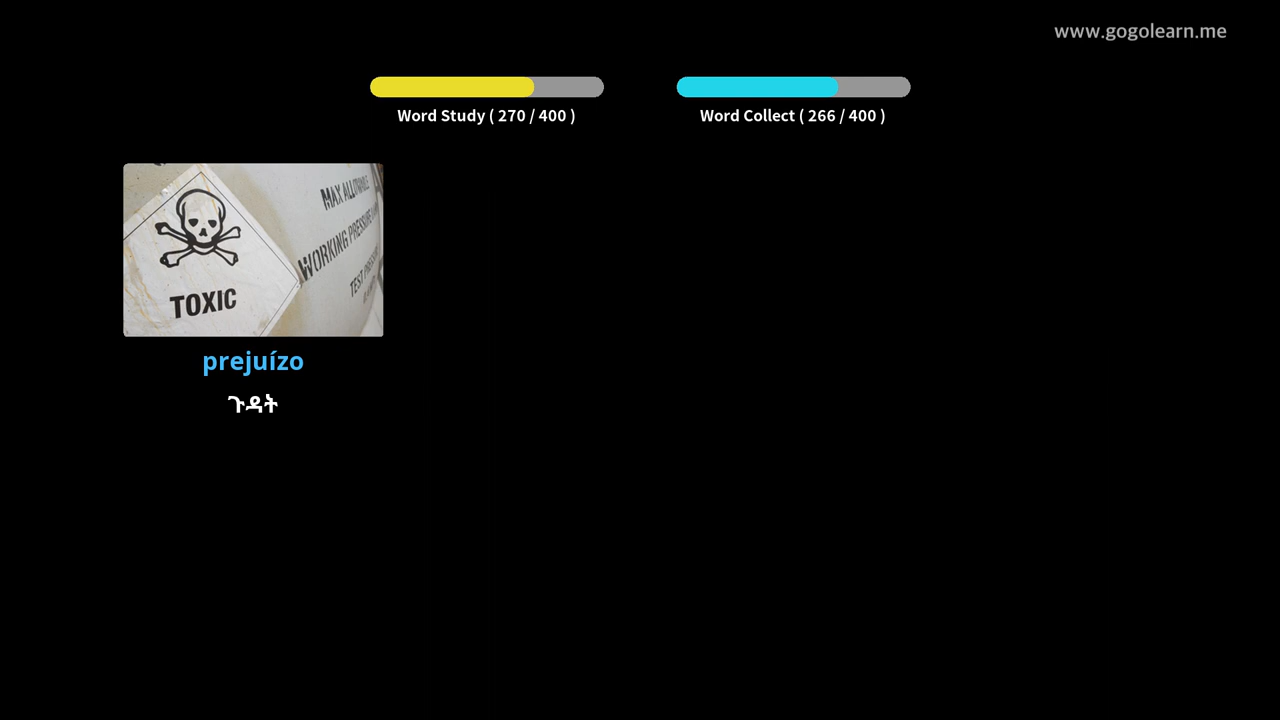 www.gogolearn.me
Word Study ( 270 / 400 )
Word Collect ( 266 / 400 )
MAX ALLOWABLE
WORKING PRESSURE
TEST
TOXIC
prejuízo
ጉዳት